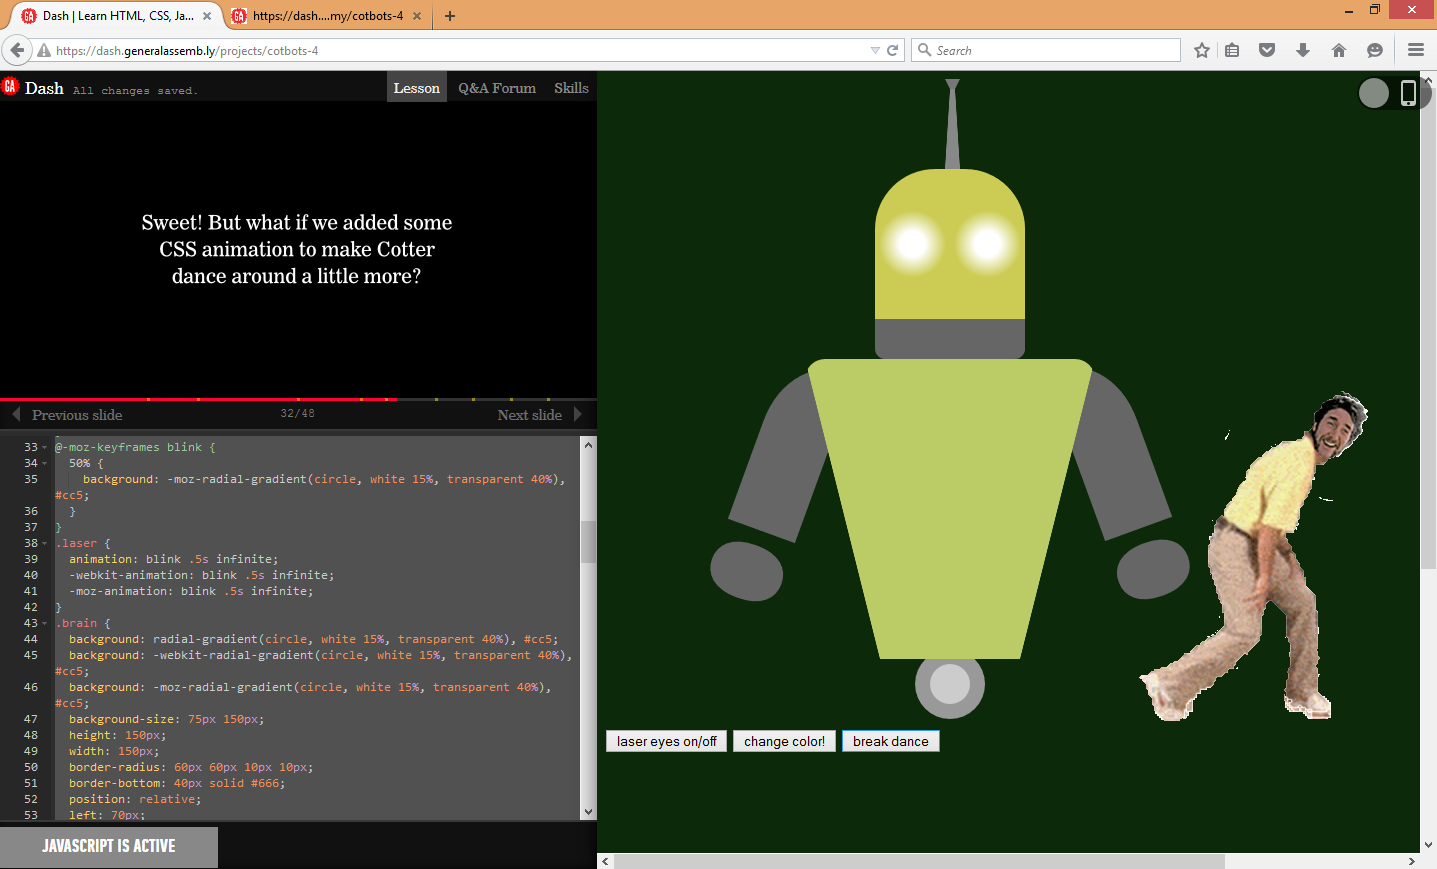 Dash | Learn HTML, CSS, Ja...
https://dash....my/cotbots-4
https://dash.generalassemb.ly/projects/cotbots-4
Search
GA Dash All changes saved. Lesson Q&A Forum Skills
Sweet! But what if we added some
CSS animation to make Cotter
dance around a little more?
Previous slide 32/48 Next slide
33 @-moz-keyframes blink {
34 50% {
35 background: -moz-radial-gradient(circle, white 15%, transparent 40%),
#cc5;
36 }
37 }
38 .laser {
39 animation: blink .5s infinite;
40 -webkit-animation: blink .5s infinite;
41 -moz-animation: blink .5s infinite;
42 }
43 .brain {
44 background: radial-gradient(circle, white 15%, transparent 40%), #cc5;
45 background: -webkit-radial-gradient(circle, white 15%, transparent 40%),
#cc5;
46 background: -moz-radial-gradient(circle, white 15%, transparent 40%),
#cc5;
47 background-size: 75px 150px;
48 height: 150px;
49 width: 150px;
50 border-radius: 60px 60px 10px 10px;
51 border-bottom: 40px solid #666;
52 position: relative;
53 left: 70px;
JAVASCRIPT IS ACTIVE
laser eyes on/off change color! break dance